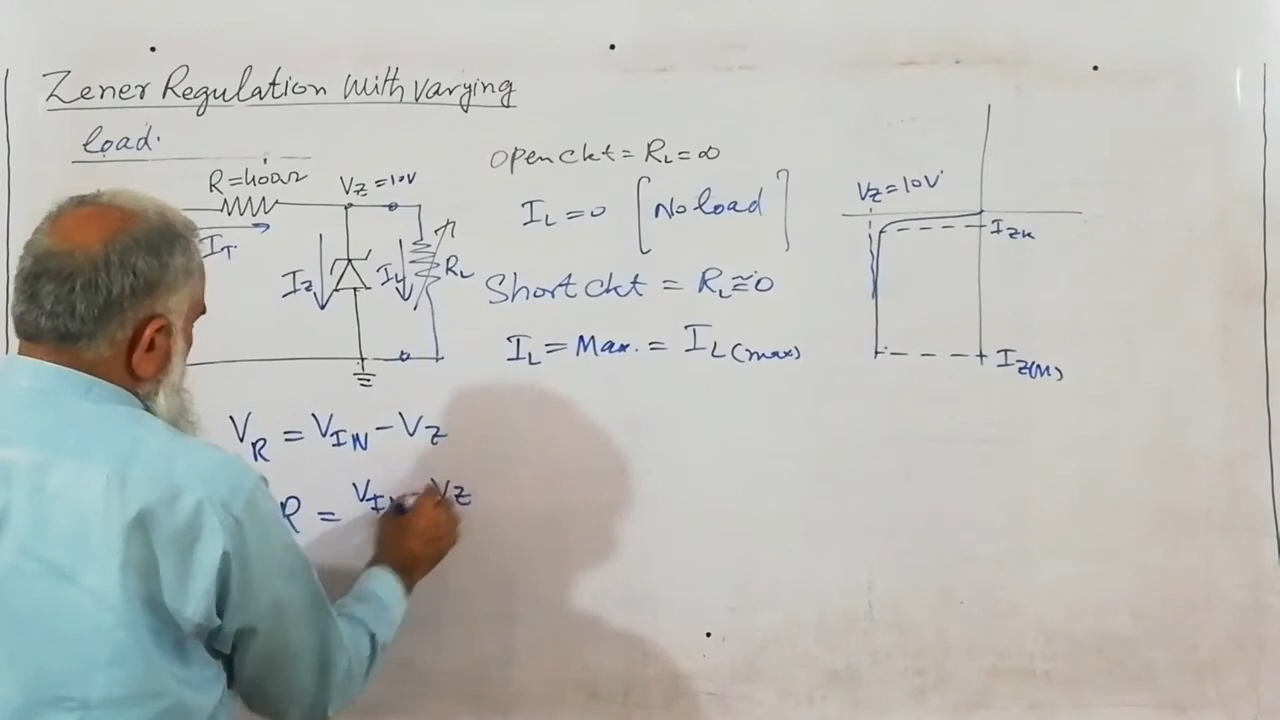 Zener Regulation With varying
load.
R=400Ω
VZ=10V
IT
IZ
IL
RL
open ckt = RL=∞
IL=0 [No load]
Short ckt = RL≅0
IL=Max.=IL(max)
VZ=10V
IZK
IZ(M)
VR=VIN-VZ
R=VIN-VZ